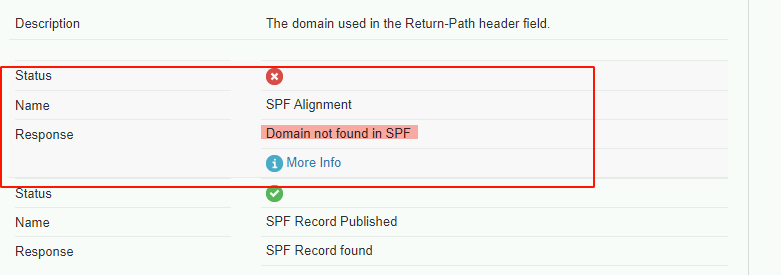 Description The domain used in the Return-Path header field.
Status
Name SPF Alignment
Response Domain not found in SPF
More Info
Status
Name SPF Record Published
Response SPF Record found